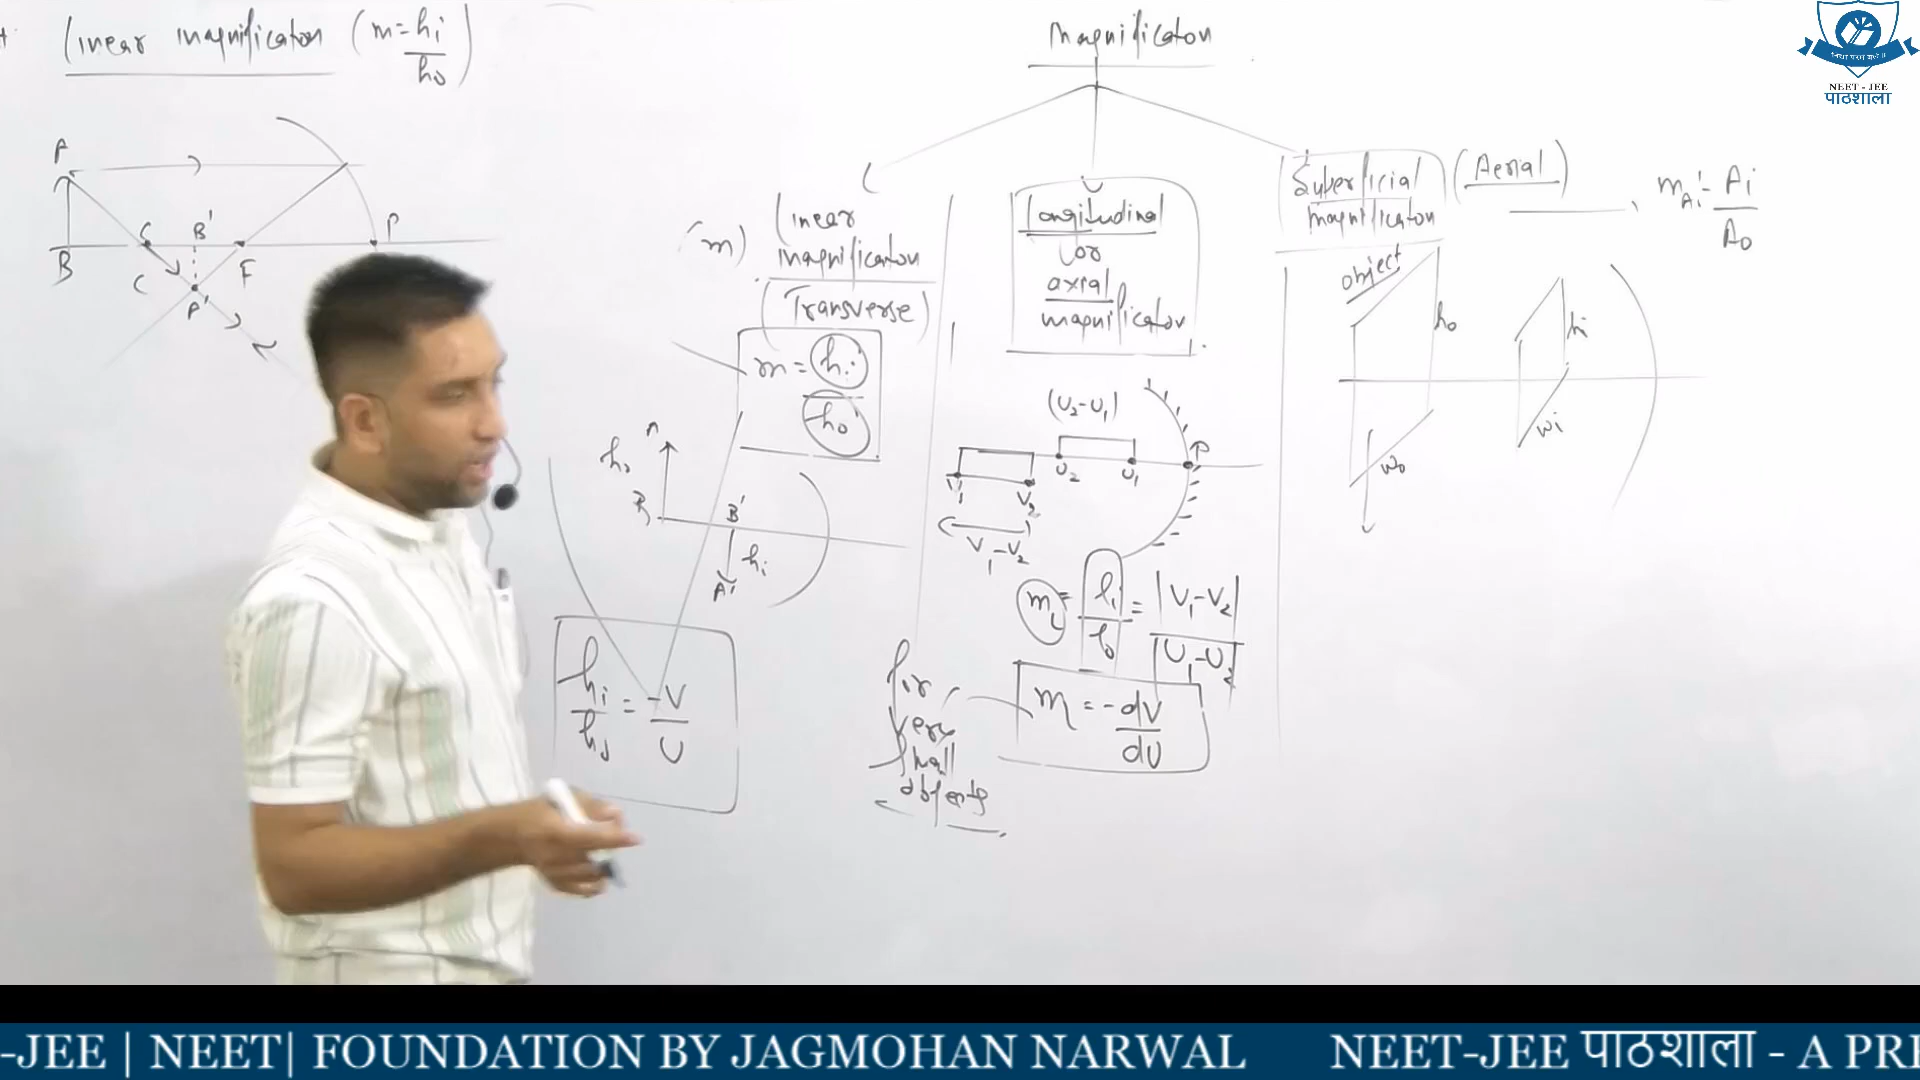 Linear magnification (m = hi/ho)
A
B
C
C
B'
F
P
A'
Magnification
(m)
Linear
magnification
(Transverse)
m = hi/ho
ho
B
B'
hi
A'
hi/ho = -V/U
Longitudinal
or
axial
magnification
(U2-U1)
V1
V2
U2
U1
P
V1-V2
mL = li/lo = |V1-V2|/|U1-U2|
for
very
small
objects
m = -dV/dU
Superficial (Aerial)
magnification
mA = Ai/Ao
object
ho
hi
wo
wi
NEET - JEE
पाठशाला
-JEE | NEET| FOUNDATION BY JAGMOHAN NARWAL NEET-JEE पाठशाला - A PRE